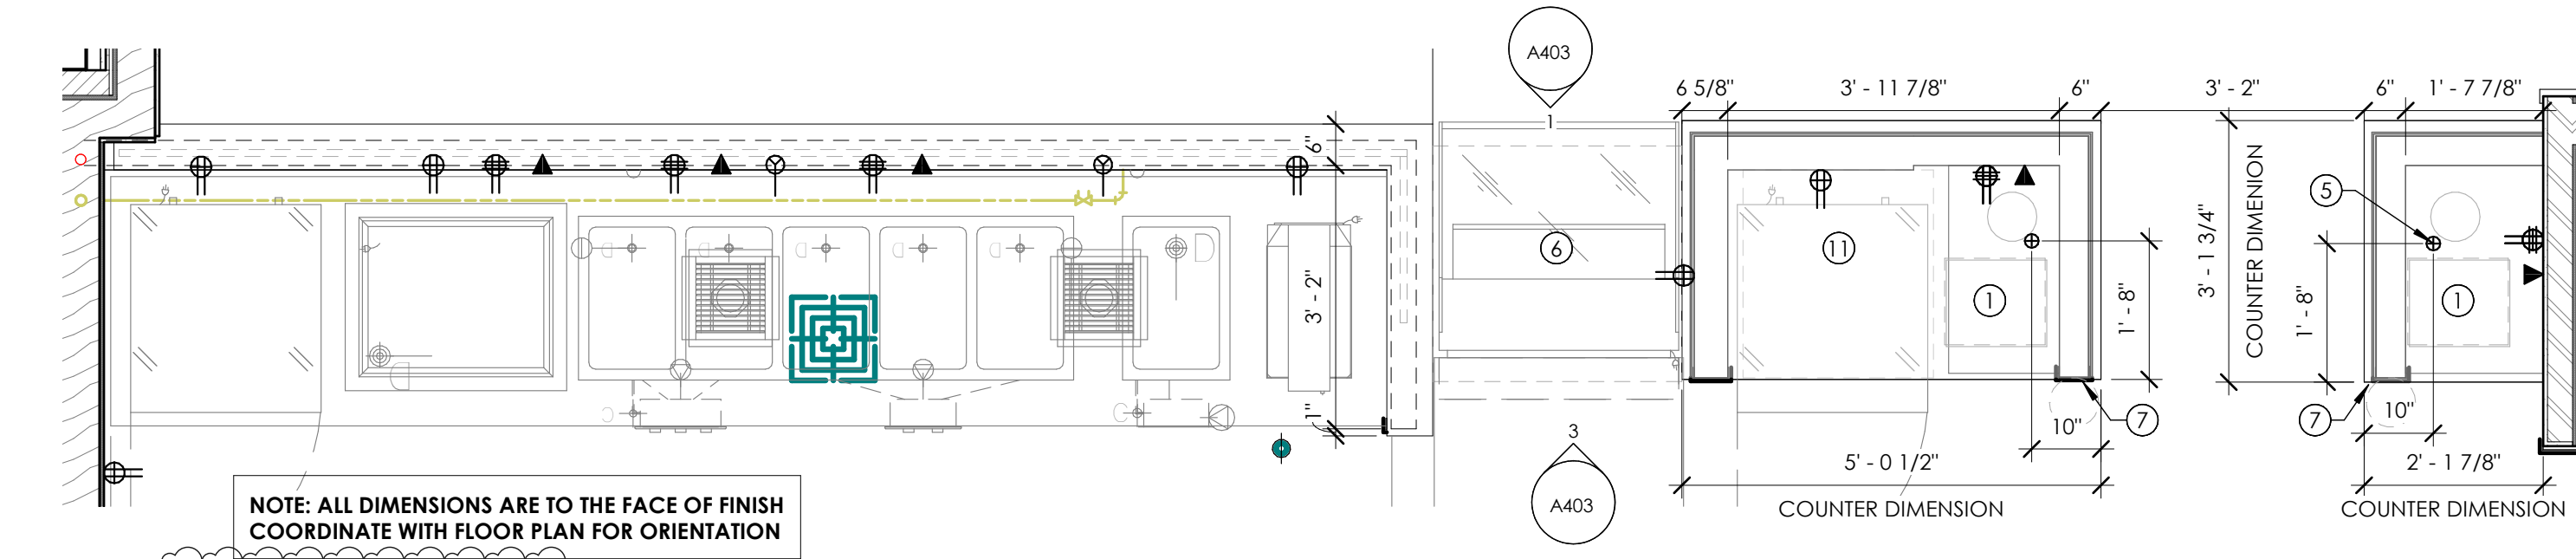 A403
1
6 5/8"
3' - 11 7/8"
6"
3' - 2"
6"
1' - 7 7/8"
6"
3' - 2"
1"
6
11
1
1' - 8"
3' - 1 3/4"
COUNTER DIMENION
5
1' - 8"
1
7
10"
7
10"
3
A403
5' - 0 1/2"
COUNTER DIMENSION
2' - 1 7/8"
COUNTER DIMENSION
NOTE: ALL DIMENSIONS ARE TO THE FACE OF FINISH
COORDINATE WITH FLOOR PLAN FOR ORIENTATION